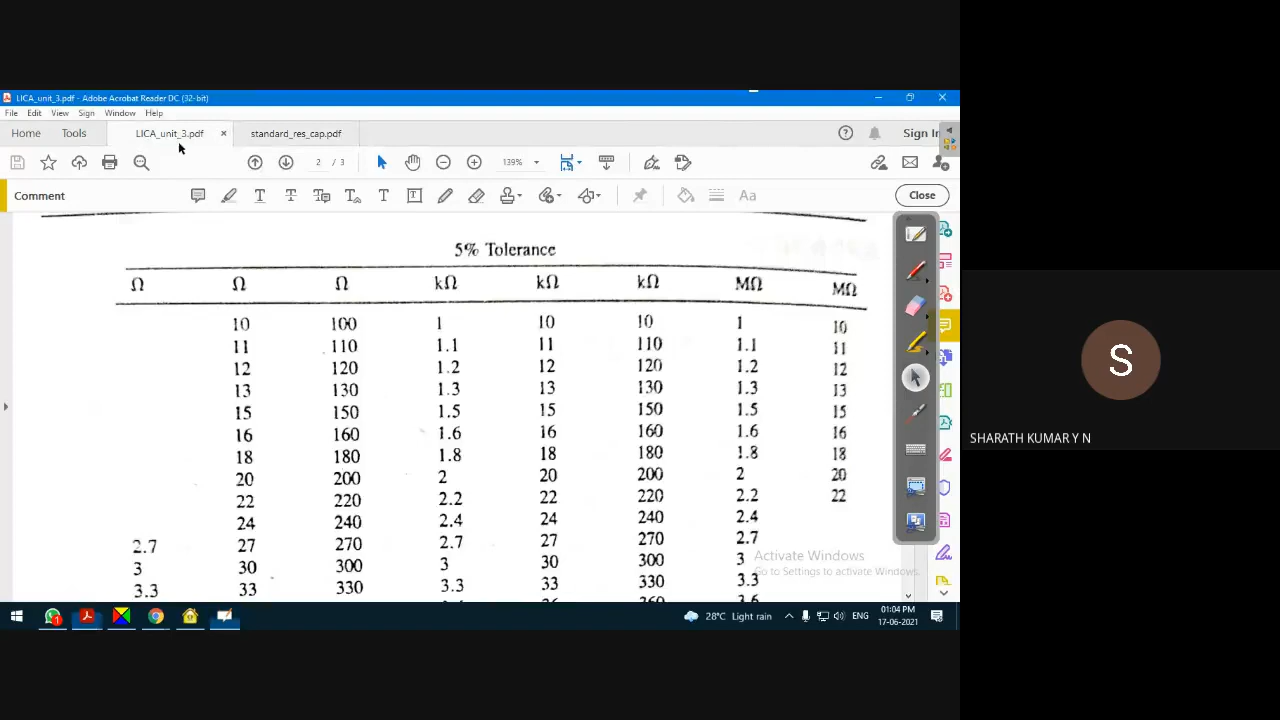 LICA_unit_3.pdf - Adobe Acrobat Reader DC (32-bit)
File Edit View Sign Window Help
Home Tools LICA_unit_3.pdf × standard_res_cap.pdf Sign In
2 / 3 139%
Comment Aa Close
5% Tolerance
Ω Ω Ω kΩ kΩ kΩ MΩ MΩ
10 100 1 10 10 1 10
11 110 1.1 11 110 1.1 11
12 120 1.2 12 120 1.2 12
13 130 1.3 13 130 1.3 13
15 150 1.5 15 150 1.5 15
16 160 1.6 16 160 1.6 16
18 180 1.8 18 180 1.8 18
20 200 2 20 200 2 20
22 220 2.2 22 220 2.2 22
24 240 2.4 24 240 2.4
2.7 27 270 2.7 27 270 2.7
3 30 300 3 30 300 3
3.3 33 330 3.3 33 330 3.3
Activate Windows
Go to Settings to activate Windows.
28°C Light rain ENG 01:04 PM
17-06-2021
S
SHARATH KUMAR Y N